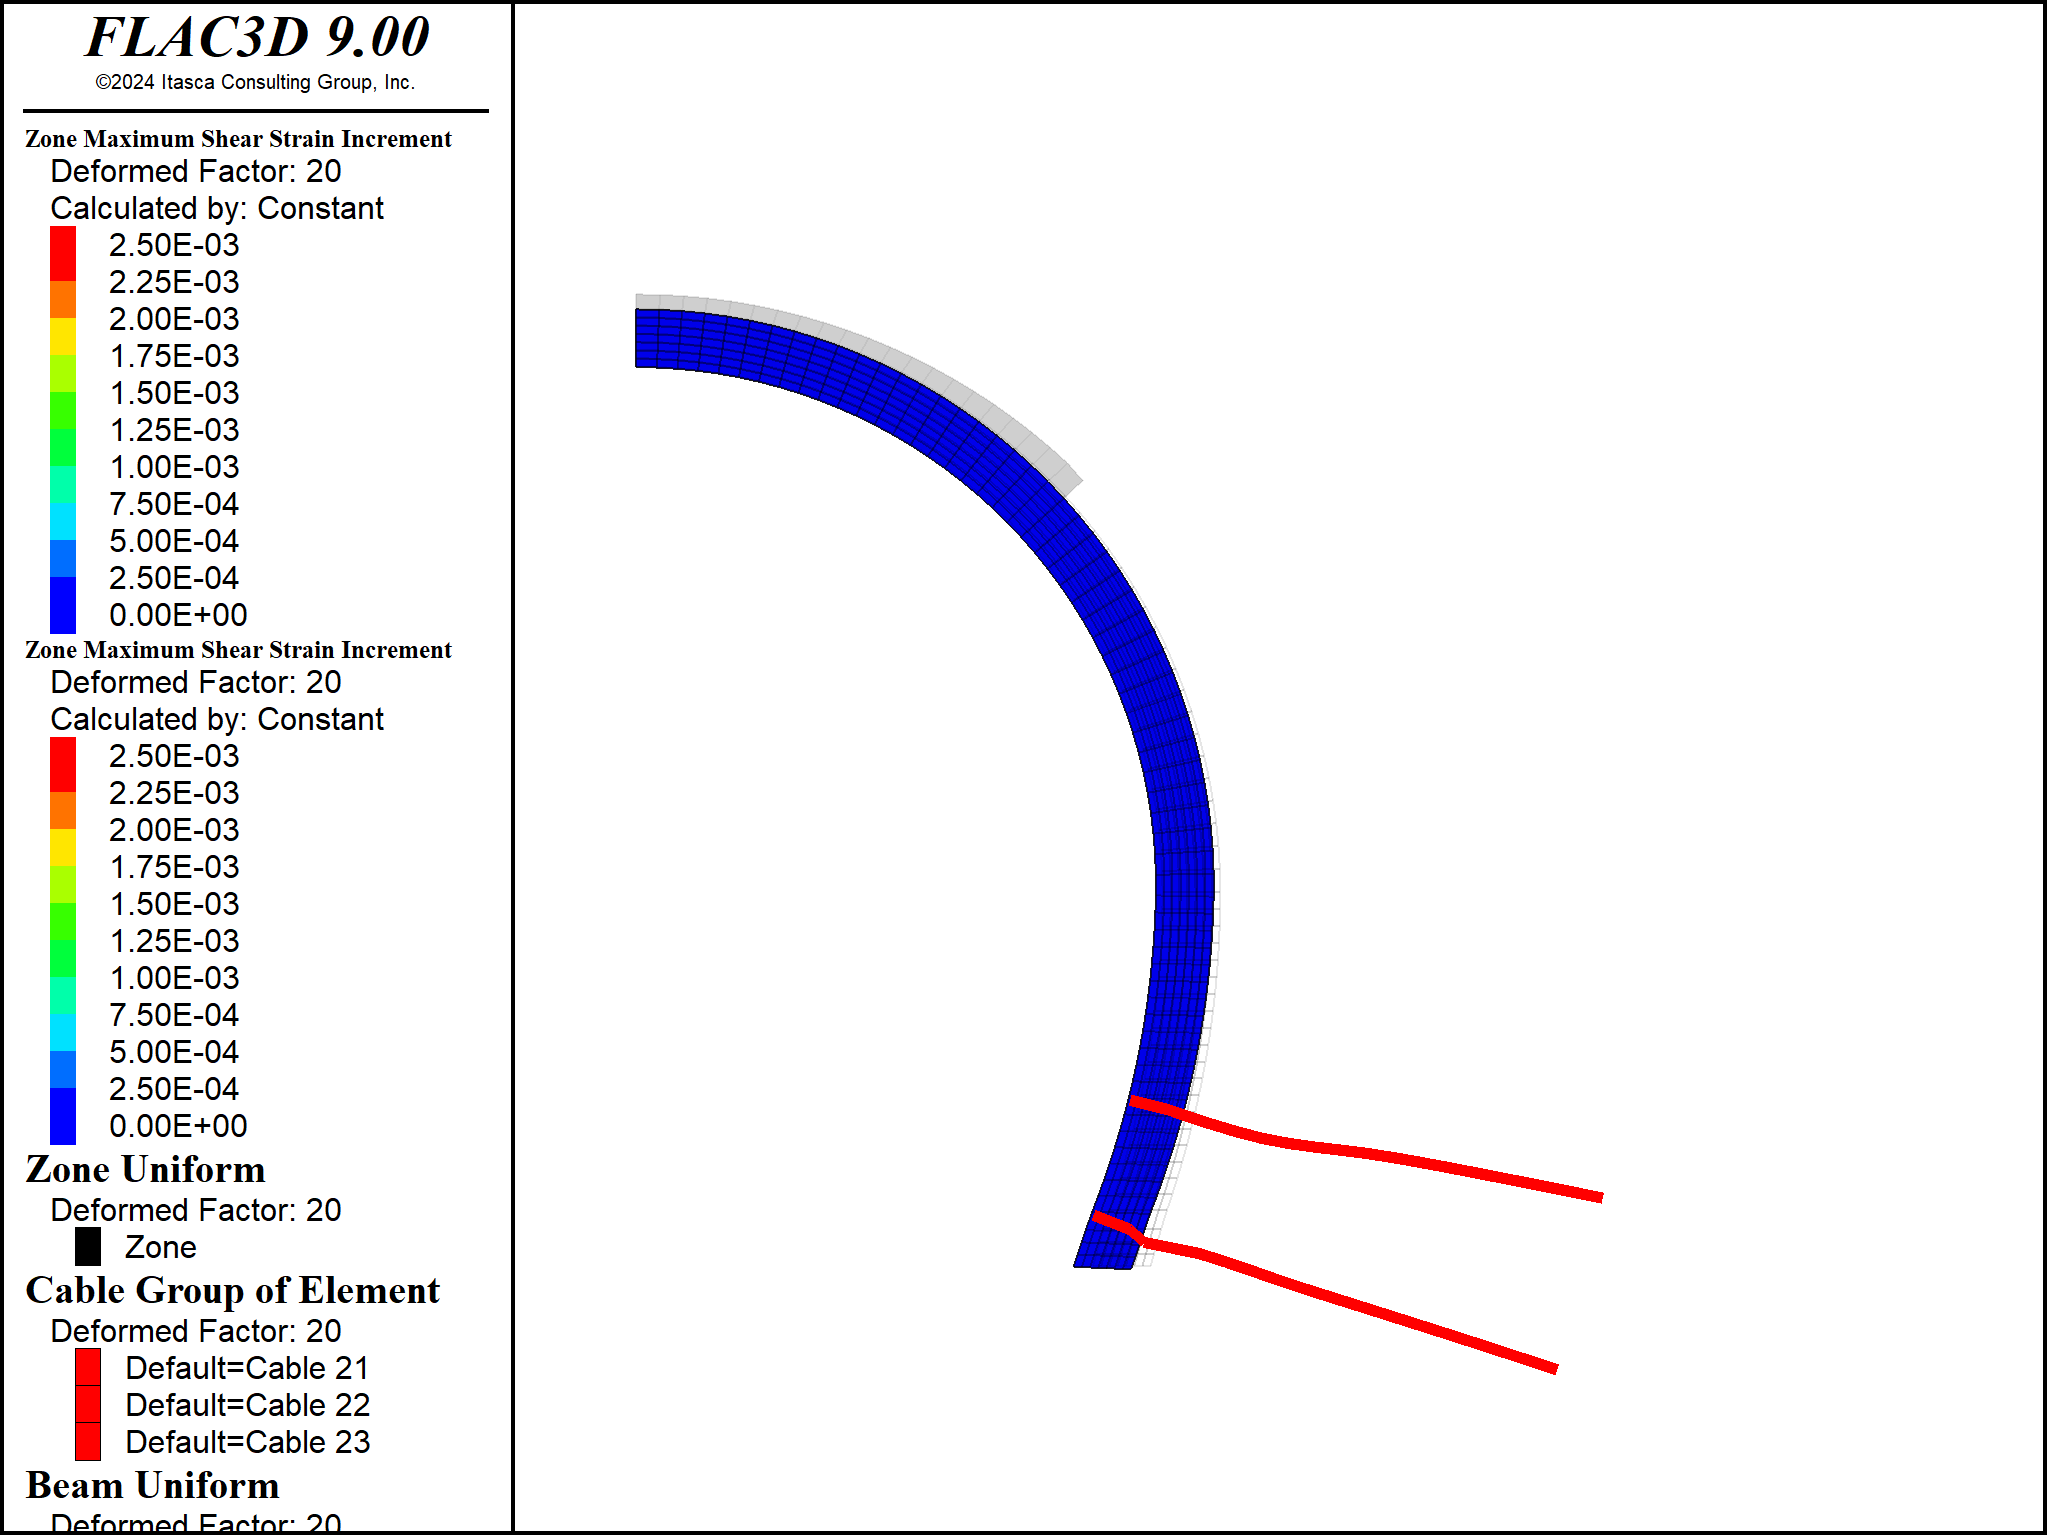 FLAC3D 9.00
©2024 Itasca Consulting Group, Inc.
Zone Maximum Shear Strain Increment
Deformed Factor: 20
Calculated by: Constant
2.50E-03
2.25E-03
2.00E-03
1.75E-03
1.50E-03
1.25E-03
1.00E-03
7.50E-04
5.00E-04
2.50E-04
0.00E+00
Zone Maximum Shear Strain Increment
Deformed Factor: 20
Calculated by: Constant
2.50E-03
2.25E-03
2.00E-03
1.75E-03
1.50E-03
1.25E-03
1.00E-03
7.50E-04
5.00E-04
2.50E-04
0.00E+00
Zone Uniform
Deformed Factor: 20
Zone
Cable Group of Element
Deformed Factor: 20
Default=Cable 21
Default=Cable 22
Default=Cable 23
Beam Uniform
Deformed Factor: 20